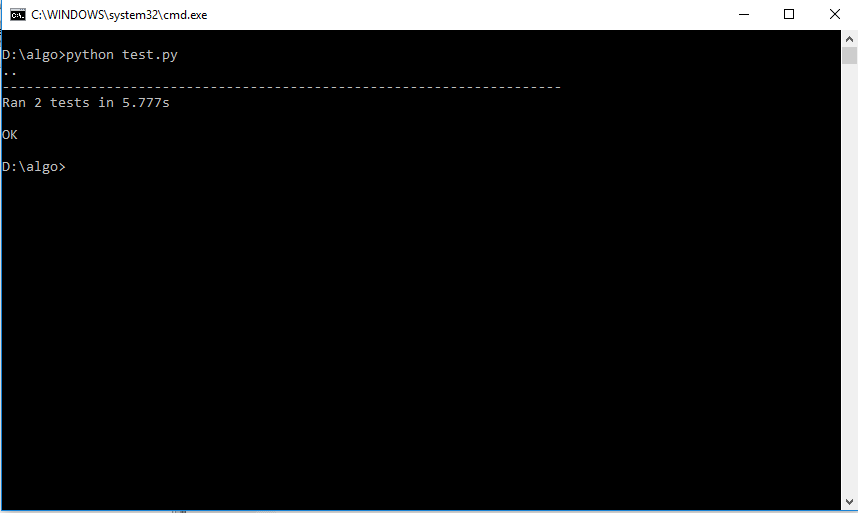 C:\WINDOWS\system32\cmd.exe
D:\algo>python test.py
..
----------------------------------------------------------------------
Ran 2 tests in 5.777s
OK
D:\algo>